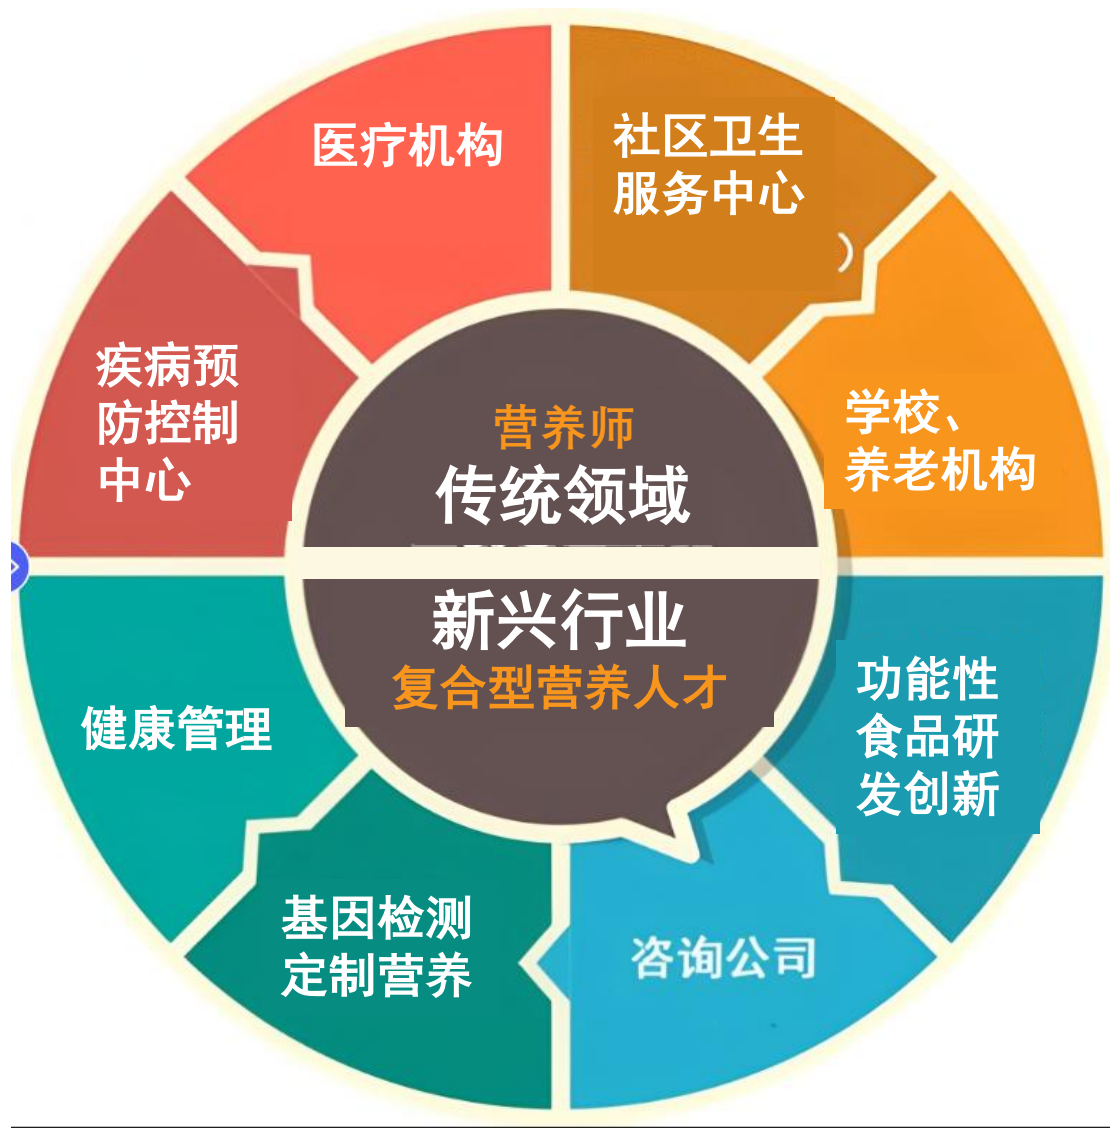 医疗机构
社区卫生
服务中心
疾病预
防控制
中心
学校、
养老机构
营养师
传统领域
新兴行业
复合型营养人才
健康管理
功能性
食品研
发创新
基因检测
定制营养
咨询公司